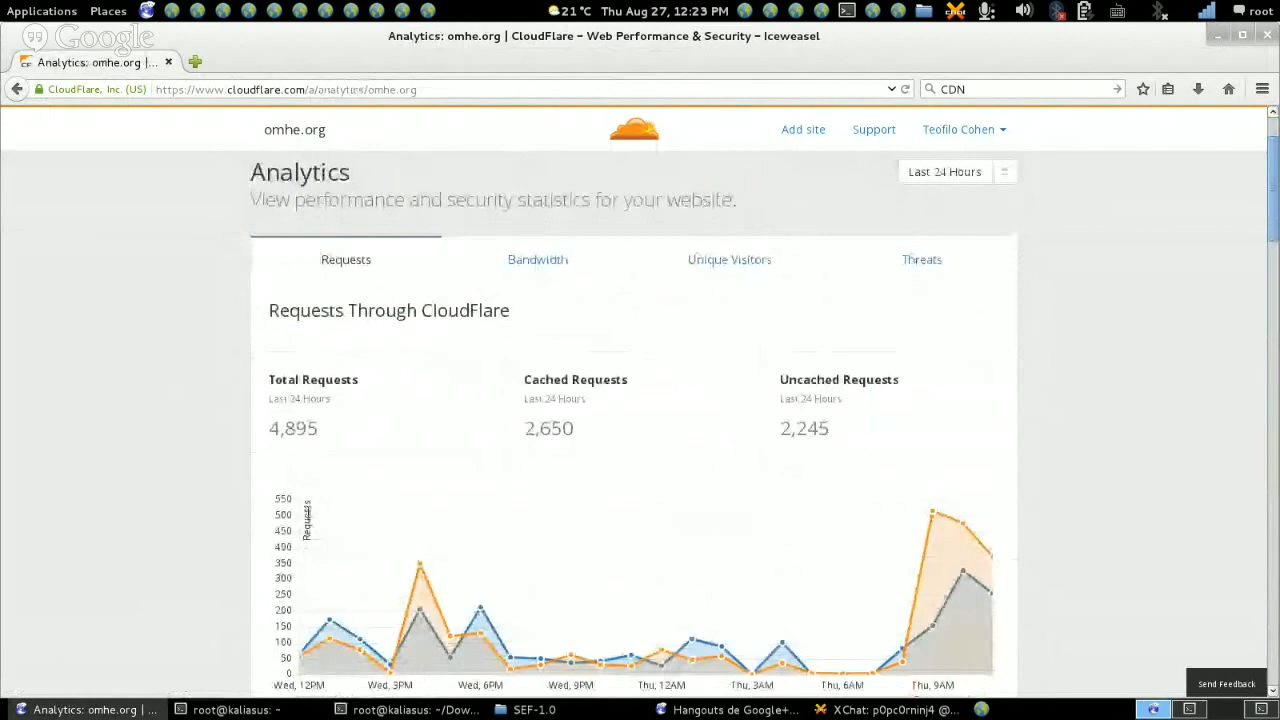 Applications Places 21 °C Thu Aug 27, 12:23 PM root
Google
Analytics: omhe.org | CloudFlare - Web Performance & Security - Iceweasel
Analytics: omhe.org |...
CloudFlare, Inc. (US) https://www.cloudflare.com/a/analytics/omhe.org CDN
omhe.org Add site Support Teofilo Cohen
Analytics Last 24 Hours
View performance and security statistics for your website.
Requests Bandwidth Unique Visitors Threats
Requests Through CloudFlare
Total Requests Cached Requests Uncached Requests
Last 24 Hours Last 24 Hours Last 24 Hours
4,895 2,650 2,245
Requests
550
500
450
400
350
300
250
200
150
100
50
0
Wed, 12PM Wed, 3PM Wed, 6PM Wed, 9PM Thu, 12AM Thu, 3AM Thu, 6AM Thu, 9AM
Send Feedback
Analytics: omhe.org | ... root@kaliasus: ~ root@kaliasus: ~/Dow... SEF-1.0 Hangouts de Google+... XChat: p0pc0rninj4 @...